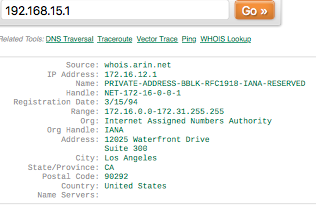 192.168.15.1 Go »
Related Tools: DNS Traversal Traceroute Vector Trace Ping WHOIS Lookup
Source: whois.arin.net
IP Address: 172.16.12.1
Name: PRIVATE-ADDRESS-BBLK-RFC1918-IANA-RESERVED
Handle: NET-172-16-0-0-1
Registration Date: 3/15/94
Range: 172.16.0.0-172.31.255.255
Org: Internet Assigned Numbers Authority
Org Handle: IANA
Address: 12025 Waterfront Drive
Suite 300
City: Los Angeles
State/Province: CA
Postal Code: 90292
Country: United States
Name Servers: